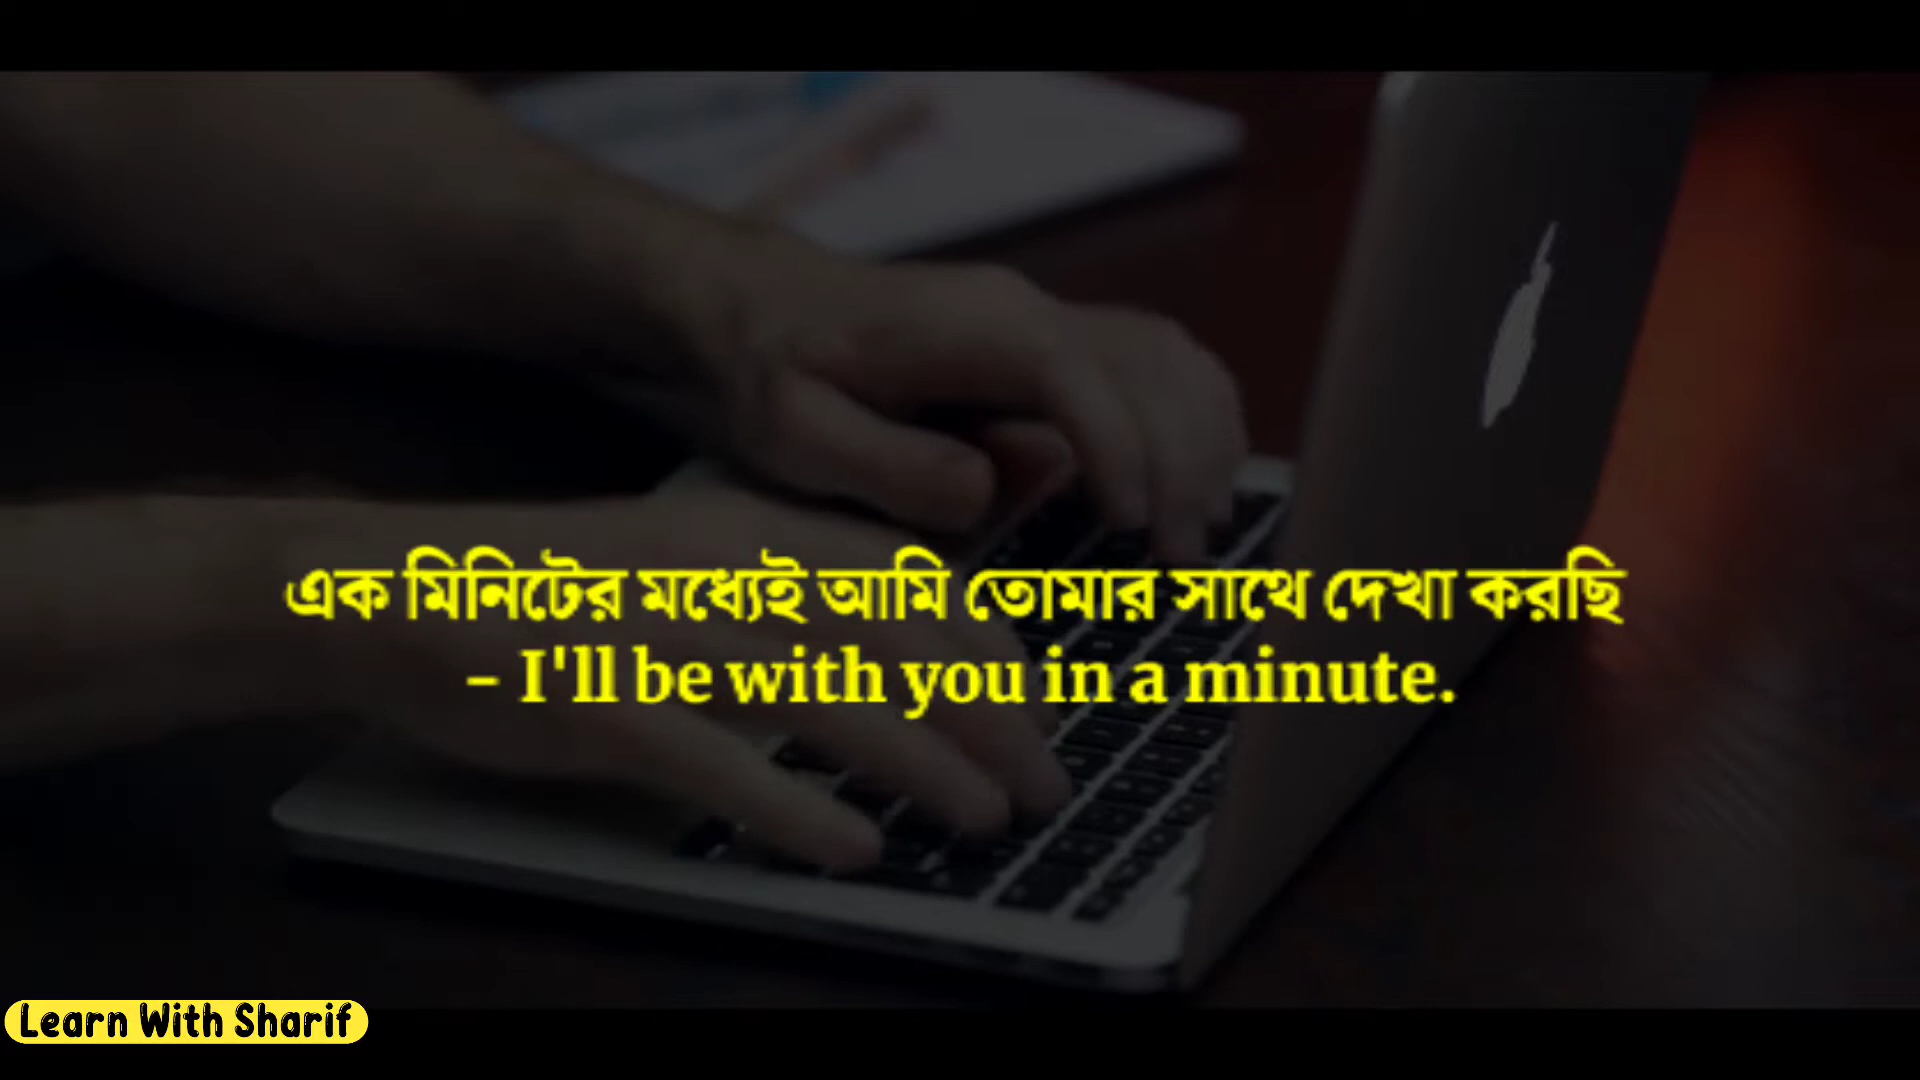 এক মিনিটের মধ্যেই আমি তোমার সাথে দেখা করছি
- I'll be with you in a minute.
Learn With Sharif